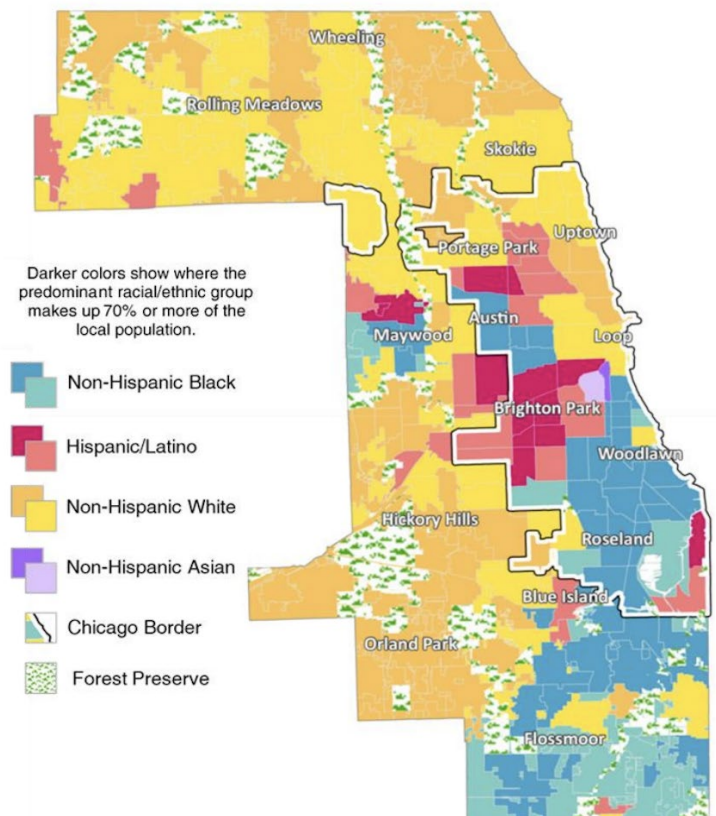 Wheeling
Rolling Meadows
Skokie
Uptown
Portage Park
Darker colors show where the
predominant racial/ethnic group
makes up 70% or more of the
local population.
Austin
Maywood
Loop
Non-Hispanic Black
Brighton Park
Hispanic/Latino
Woodlawn
Non-Hispanic White
Hickory Hills
Roseland
Non-Hispanic Asian
Blue Island
Chicago Border
Orland Park
Forest Preserve
Flossmoor